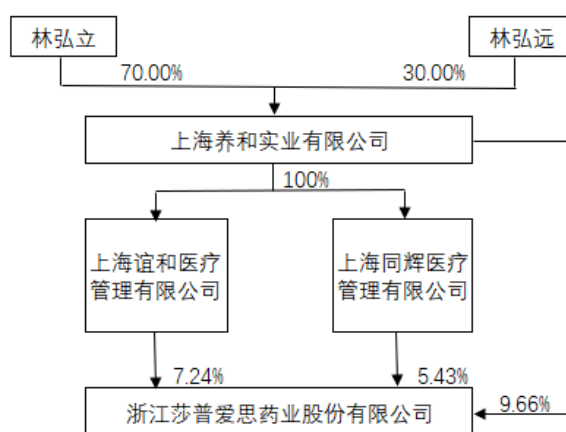 林弘立
林弘远
70.00%
30.00%
上海养和实业有限公司
100%
上海谊和医疗
管理有限公司
上海同辉医疗
管理有限公司
7.24%
5.43%
9.66%
浙江莎普爱思药业股份有限公司